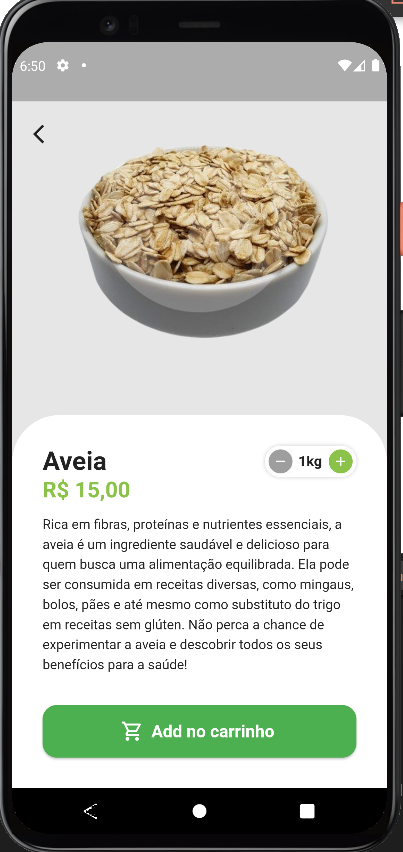 6:50
Aveia
1kg
R$ 15,00
Rica em fibras, proteínas e nutrientes essenciais, a
aveia é um ingrediente saudável e delicioso para
quem busca uma alimentação equilibrada. Ela pode
ser consumida em receitas diversas, como mingaus,
bolos, pães e até mesmo como substituto do trigo
em receitas sem glúten. Não perca a chance de
experimentar a aveia e descobrir todos os seus
benefícios para a saúde!
Add no carrinho